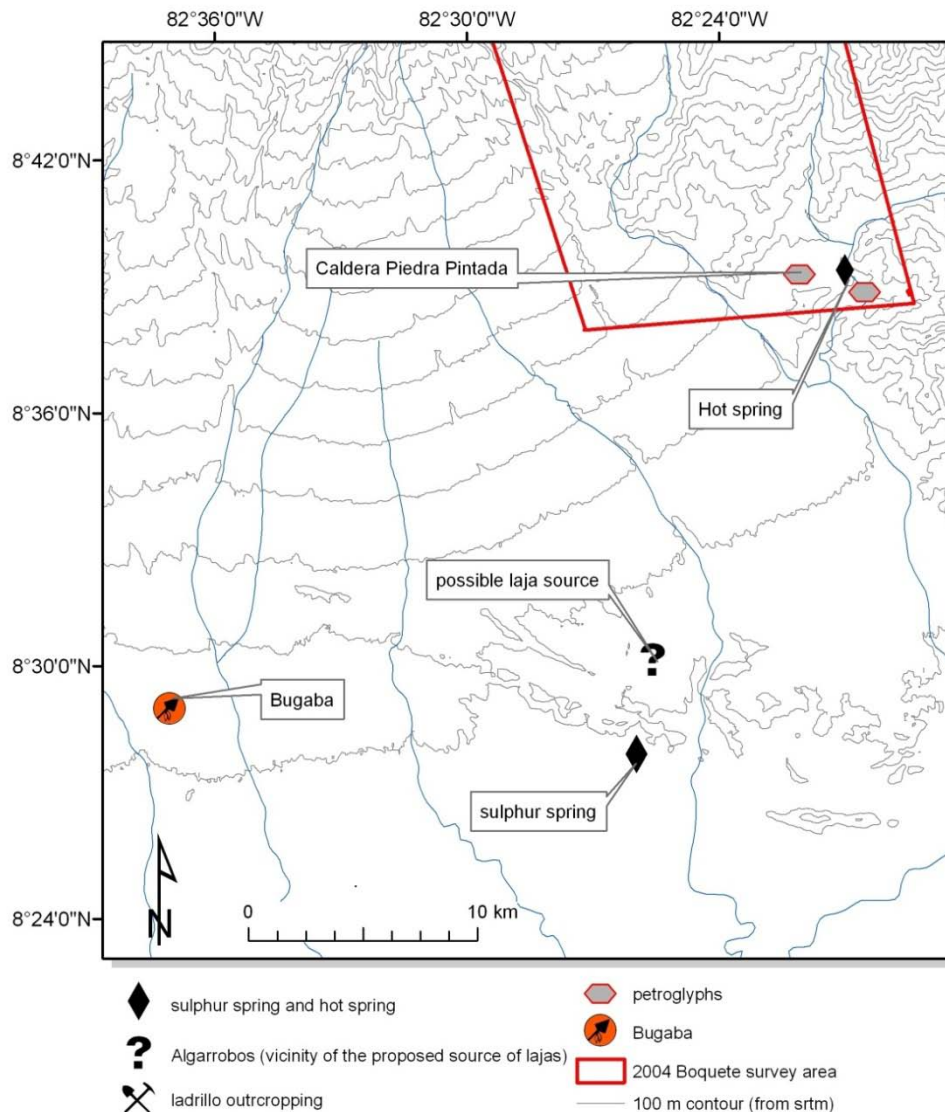 82°36'0"W 82°30'0"W 82°24'0"W
8°42'0"N
Caldera Piedra Pintada
Hot spring
8°36'0"N
possible laja source
8°30'0"N
Bugaba
sulphur spring
8°24'0"N
N
0 10 km
sulphur spring and hot spring
petroglyphs
?
Algarrobos (vicinity of the proposed source of lajas)
Bugaba
ladrillo outrcropping
2004 Boquete survey area
100 m contour (from srtm)